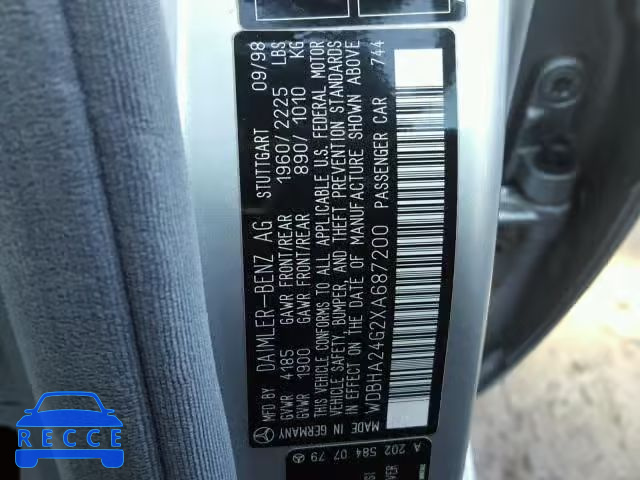 MFD BY DAIMLER-BENZ AG STUTTGART 09/98
GVWR 4185 GAWR FRONT/REAR 1960/2225 LBS
GVWR 1900 GAWR FRONT/REAR 890/1010 KG
THIS VEHICLE CONFORMS TO ALL APPLICABLE U.S. FEDERAL MOTOR
VEHICLE SAFETY, BUMPER, AND THEFT PREVENTION STANDARDS
IN EFFECT ON THE DATE OF MANUFACTURE SHOWN ABOVE
WDBHA24G2XA687200 PASSENGER CAR 744
MADE IN GERMANY
A 202 584 07 79
RECCE